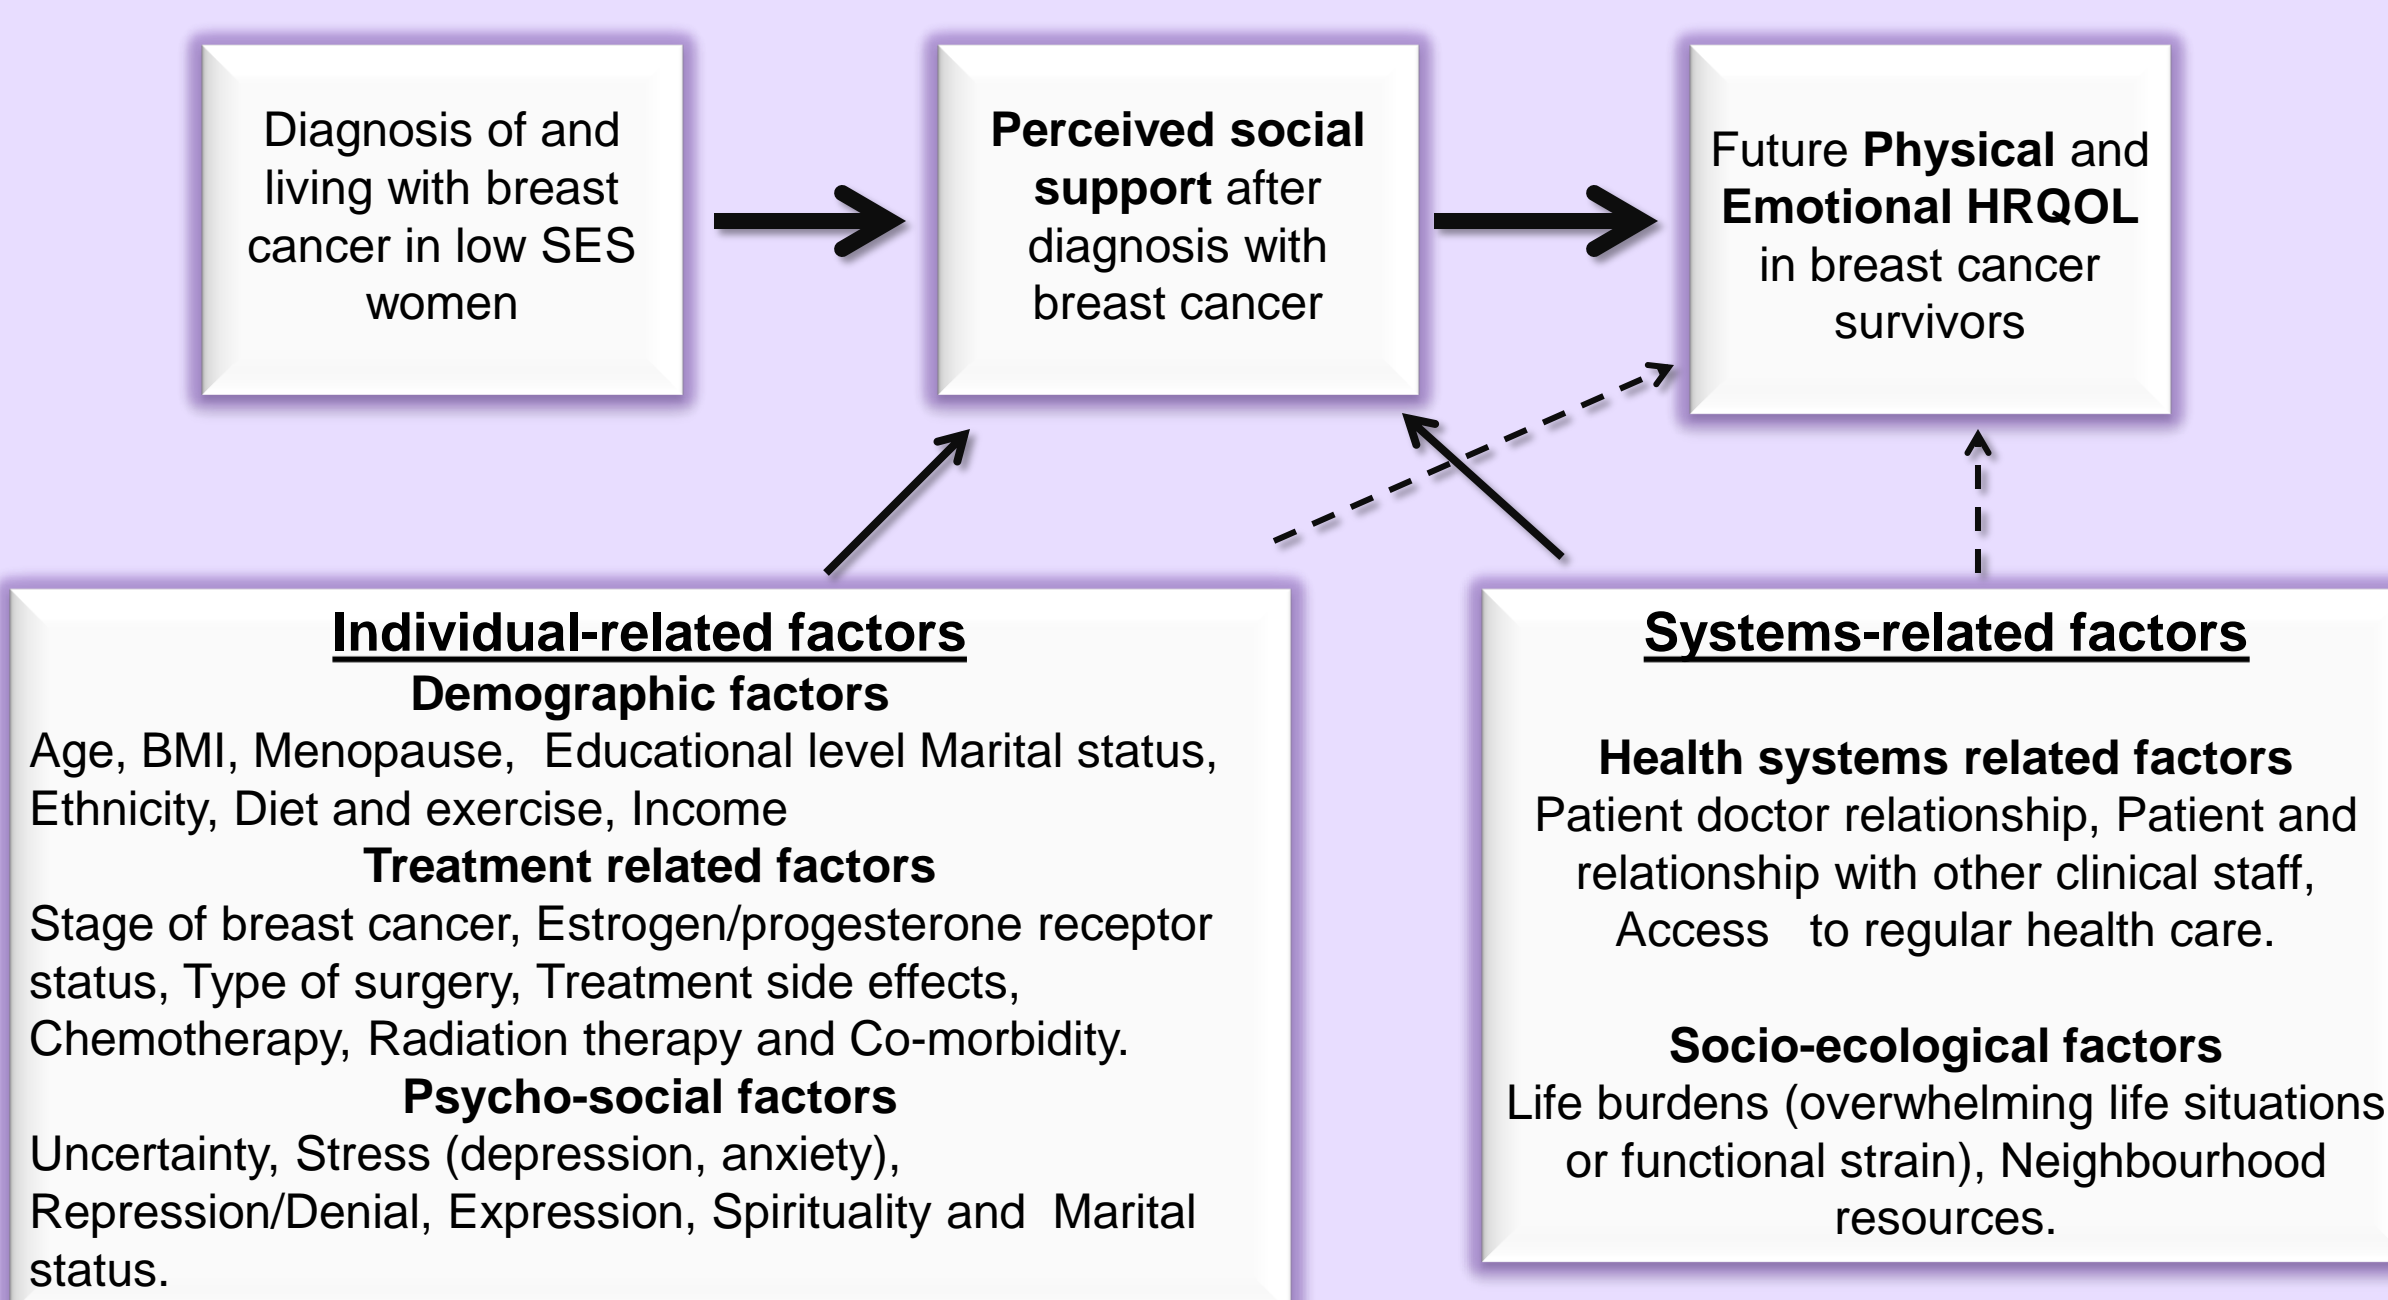 Diagnosis of and
living with breast
cancer in low SES
women
Perceived social
support after
diagnosis with
breast cancer
Future Physical and
Emotional HRQOL
in breast cancer
survivors
Individual-related factors
Demographic factors
Age, BMI, Menopause,  Educational level Marital status,
Ethnicity, Diet and exercise, Income
Treatment related factors
Stage of breast cancer, Estrogen/progesterone receptor
status, Type of surgery, Treatment side effects,
Chemotherapy, Radiation therapy and Co-morbidity.
Psycho-social factors
Uncertainty, Stress (depression, anxiety),
Repression/Denial, Expression, Spirituality and  Marital
status.
Systems-related factors
Health systems related factors
Patient doctor relationship, Patient and
relationship with other clinical staff,
Access   to regular health care.
Socio-ecological factors
Life burdens (overwhelming life situations
or functional strain), Neighbourhood
resources.